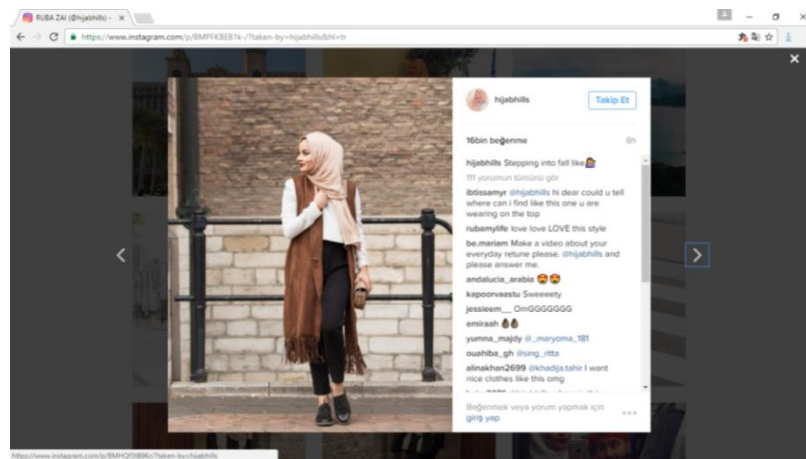 RUBA ZAI (@hijabhills) -
https://www.instagram.com/p/BMPFKBEB1k-/?taken-by=hijabhills&hl=tr
hijabhills
Takip Et
16bin beğenme
8h
hijabhills Stepping into fall like
111 yorumun tümünü gör
ibtissamyr @hijabhills hi dear could u tell
where can i find like this one u are
wearing on the top
rubamylife love love LOVE this style
be.mariam Make a video about your
everyday retune please. @hijabhills and
please answer me.
andalucia_arabia 😍😍
kapoorvaastu Sweeeety
jessieem__ OmGGGGGGG
emiraah
yumna_majdy @_maryoma_181
ouahiba_gh @sing_ritta
alinakhan2699 @khadija.tahir I want
nice clothes like this omg
Beğenmek veya yorum yapmak için
giriş yap.
https://www.instagram.com/p/BMHQfSt89Kr/?taken-by=hijabhills